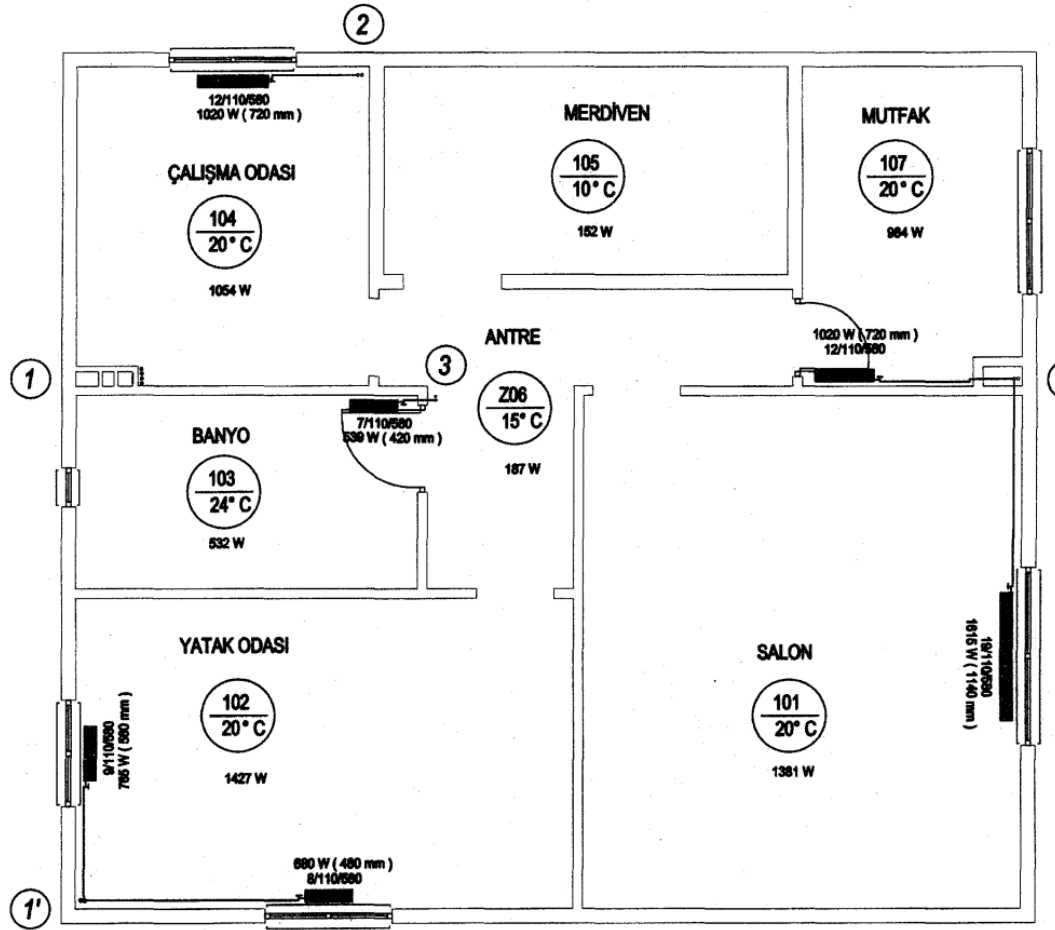 2
12/110/580
1020 W ( 720 mm )
ÇALIŞMA ODASI
104
20° C
1054 W
MERDİVEN
105
10° C
152 W
MUTFAK
107
20° C
984 W
1020 W ( 720 mm )
12/110/580
1
3
ANTRE
Z06
15° C
187 W
7/110/580
539 W ( 420 mm )
BANYO
103
24° C
532 W
YATAK ODASI
102
20° C
1427 W
9/110/580
765 W ( 560 mm )
680 W ( 480 mm )
8/110/580
SALON
101
20° C
1381 W
19/110/580
1615 W ( 1140 mm )
1'